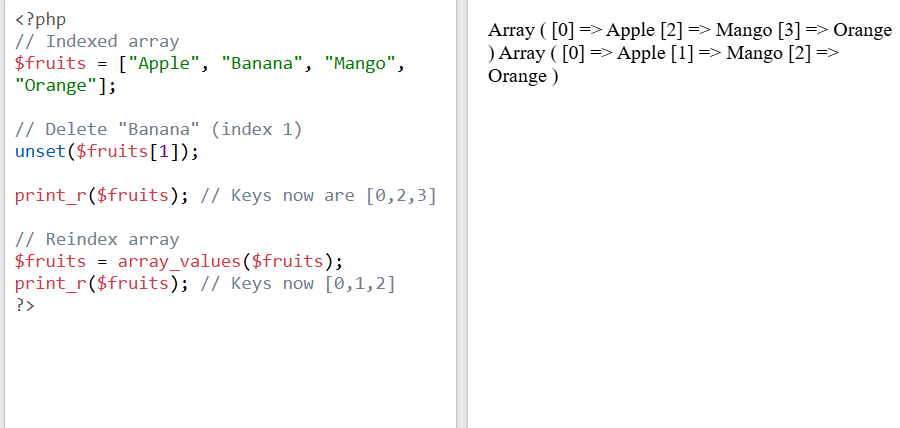 <?php
// Indexed array
$fruits = ["Apple", "Banana", "Mango",
"Orange"];
// Delete "Banana" (index 1)
unset($fruits[1]);
print_r($fruits); // Keys now are [0,2,3]
// Reindex array
$fruits = array_values($fruits);
print_r($fruits); // Keys now [0,1,2]
?>
Array ( [0] => Apple [2] => Mango [3] => Orange
) Array ( [0] => Apple [1] => Mango [2] =>
Orange )